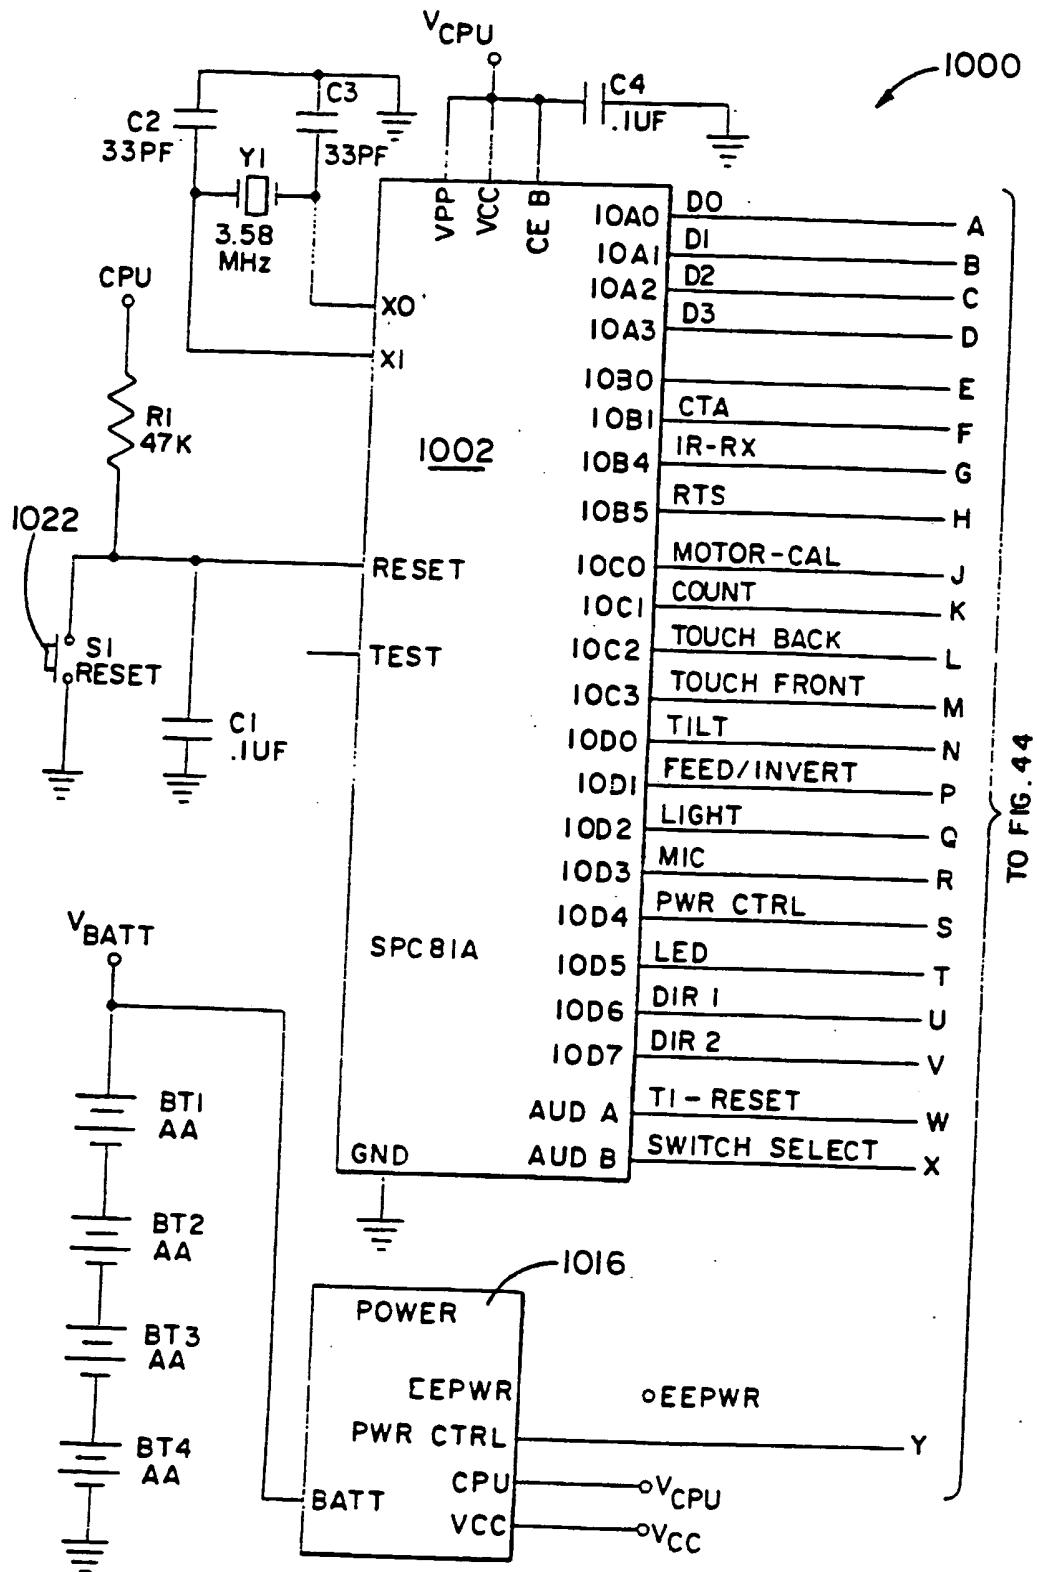 VCPU
1000
C2
33PF
C3
33PF
Y1
3.58
MHz
C4
.1UF
VPP
VCC
CE B
CPU
R1
47K
1022
S1
RESET
C1
.1UF
X0
X1
1002
RESET
TEST
SPC81A
GND
IOA0 D0 A
IOA1 D1 B
IOA2 D2 C
IOA3 D3 D
IOB0 E
IOB1 CTA F
IOB4 IR-RX G
IOB5 RTS H
IOC0 MOTOR-CAL J
IOC1 COUNT K
IOC2 TOUCH BACK L
IOC3 TOUCH FRONT M
IOD0 TILT N
IOD1 FEED/INVERT P
IOD2 LIGHT Q
IOD3 MIC R
IOD4 PWR CTRL S
IOD5 LED T
IOD6 DIR 1 U
IOD7 DIR 2 V
AUD A TI-RESET W
AUD B SWITCH SELECT X
TO FIG. 44
VBATT
BT1
AA
BT2
AA
BT3
AA
BT4
AA
1016
POWER
EEPWR
EEPWR
PWR CTRL Y
BATT
CPU VCPU
VCC VCC